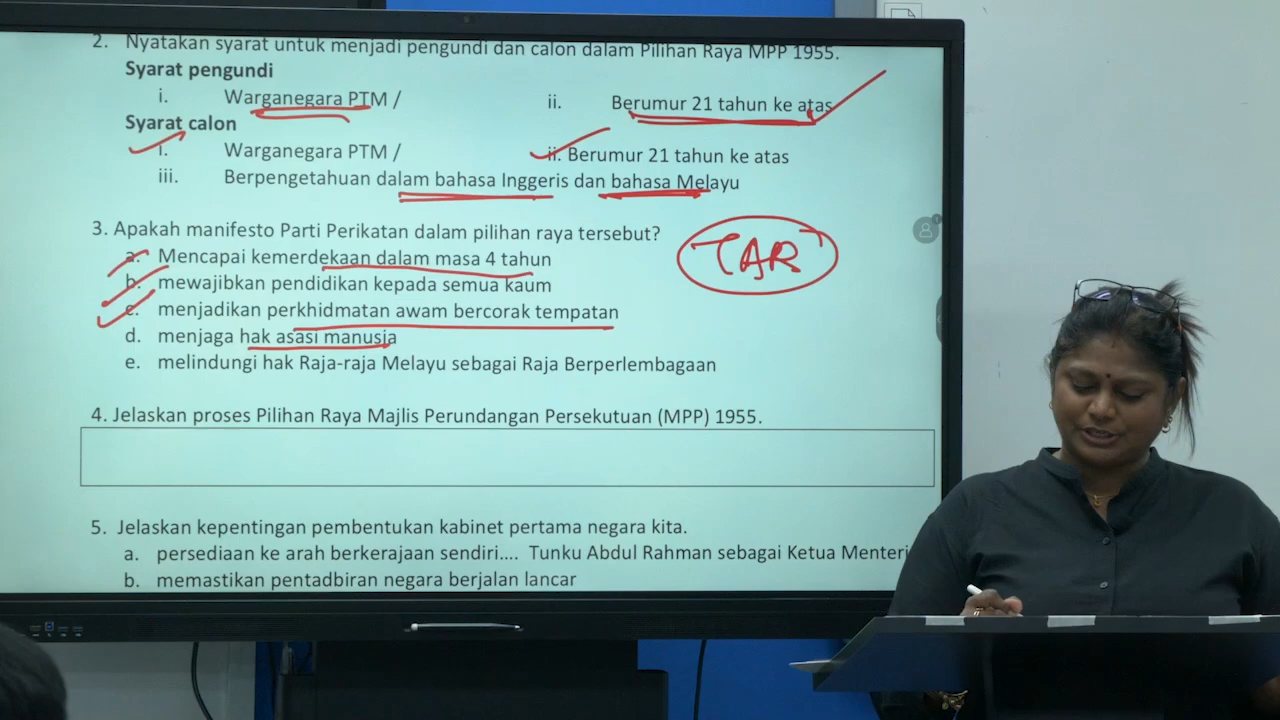 2. Nyatakan syarat untuk menjadi pengundi dan calon dalam Pilihan Raya MPP 1955.
Syarat pengundi
i. Warganegara PTM / ii. Berumur 21 tahun ke atas
Syarat calon
i. Warganegara PTM / ii. Berumur 21 tahun ke atas
iii. Berpengetahuan dalam bahasa Inggeris dan bahasa Melayu
3. Apakah manifesto Parti Perikatan dalam pilihan raya tersebut?
TAR
a. Mencapai kemerdekaan dalam masa 4 tahun
b. mewajibkan pendidikan kepada semua kaum
c. menjadikan perkhidmatan awam bercorak tempatan
d. menjaga hak asasi manusia
e. melindungi hak Raja-raja Melayu sebagai Raja Berperlembagaan
4. Jelaskan proses Pilihan Raya Majlis Perundangan Persekutuan (MPP) 1955.
5. Jelaskan kepentingan pembentukan kabinet pertama negara kita.
a. persediaan ke arah berkerajaan sendiri.... Tunku Abdul Rahman sebagai Ketua Menteri
b. memastikan pentadbiran negara berjalan lancar